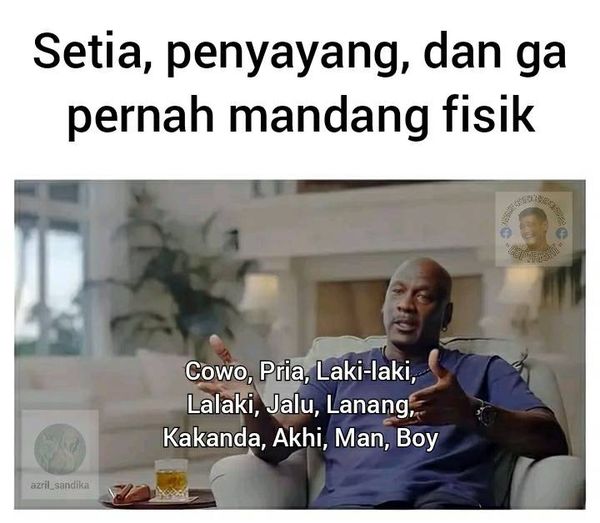 Setia, penyayang, dan ga
pernah mandang fisik
Cowo, Pria, Laki-laki,
Lalaki, Jalu, Lanang,
Kakanda, Akhi, Man, Boy
azril_sandika